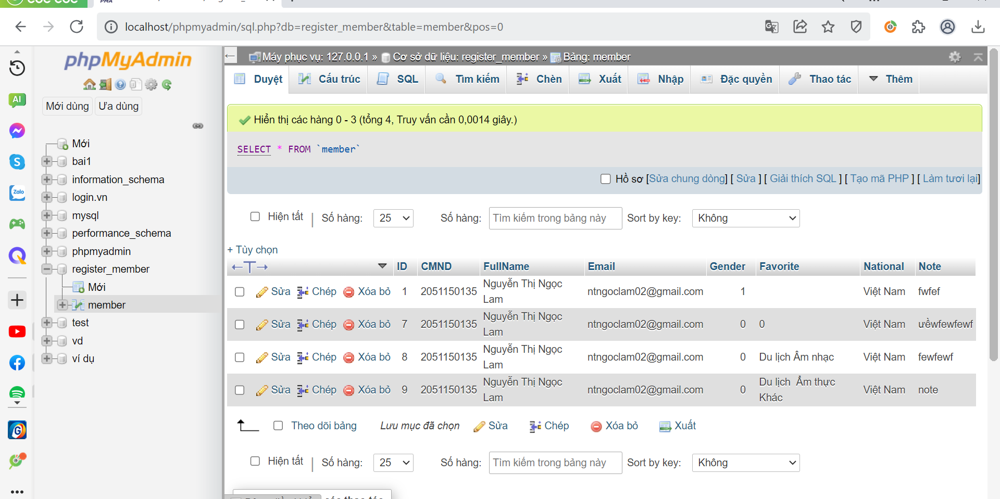 localhost/phpmyadmin/sql.php?db=register_member&table=member&pos=0
phpMyAdmin
Mới dùng Ưa dùng
Mới
bai1
information_schema
login.vn
mysql
performance_schema
phpmyadmin
register_member
Mới
member
test
vd
ví dụ
AI
Zalo
Máy phục vụ: 127.0.0.1 » Cơ sở dữ liệu: register_member » Bảng: member
Duyệt Cấu trúc SQL Tìm kiếm Chèn Xuất Nhập Đặc quyền Thao tác Thêm
Hiển thị các hàng 0 - 3 (tổng 4, Truy vấn cần 0,0014 giây.)
SELECT * FROM `member`
Hồ sơ [Sửa chung dòng] [ Sửa ] [ Giải thích SQL ] [ Tạo mã PHP ] [ Làm tươi lại]
Hiện tất | Số hàng: 25 Số hàng: Tìm kiếm trong bảng này Sort by key: Không
+ Tùy chọn
←T→ ID CMND FullName Email Gender Favorite National Note
Sửa Chép Xóa bỏ 1 2051150135 Nguyễn Thị Ngọc Lam ntngoclam02@gmail.com 1 Việt Nam fwfef
Sửa Chép Xóa bỏ 7 2051150135 Nguyễn Thị Ngọc Lam ntngoclam02@gmail.com 0 0 Việt Nam ưềwfewfewf
Sửa Chép Xóa bỏ 8 2051150135 Nguyễn Thị Ngọc Lam ntngoclam02@gmail.com 0 Du lịch Âm nhạc Việt Nam fewfewf
Sửa Chép Xóa bỏ 9 2051150135 Nguyễn Thị Ngọc Lam ntngoclam02@gmail.com 0 Du lịch Ẩm thực Khác Việt Nam note
Theo dõi bảng Lưu mục đã chọn Sửa Chép Xóa bỏ Xuất
Hiện tất | Số hàng: 25 Số hàng: Tìm kiếm trong bảng này Sort by key: Không